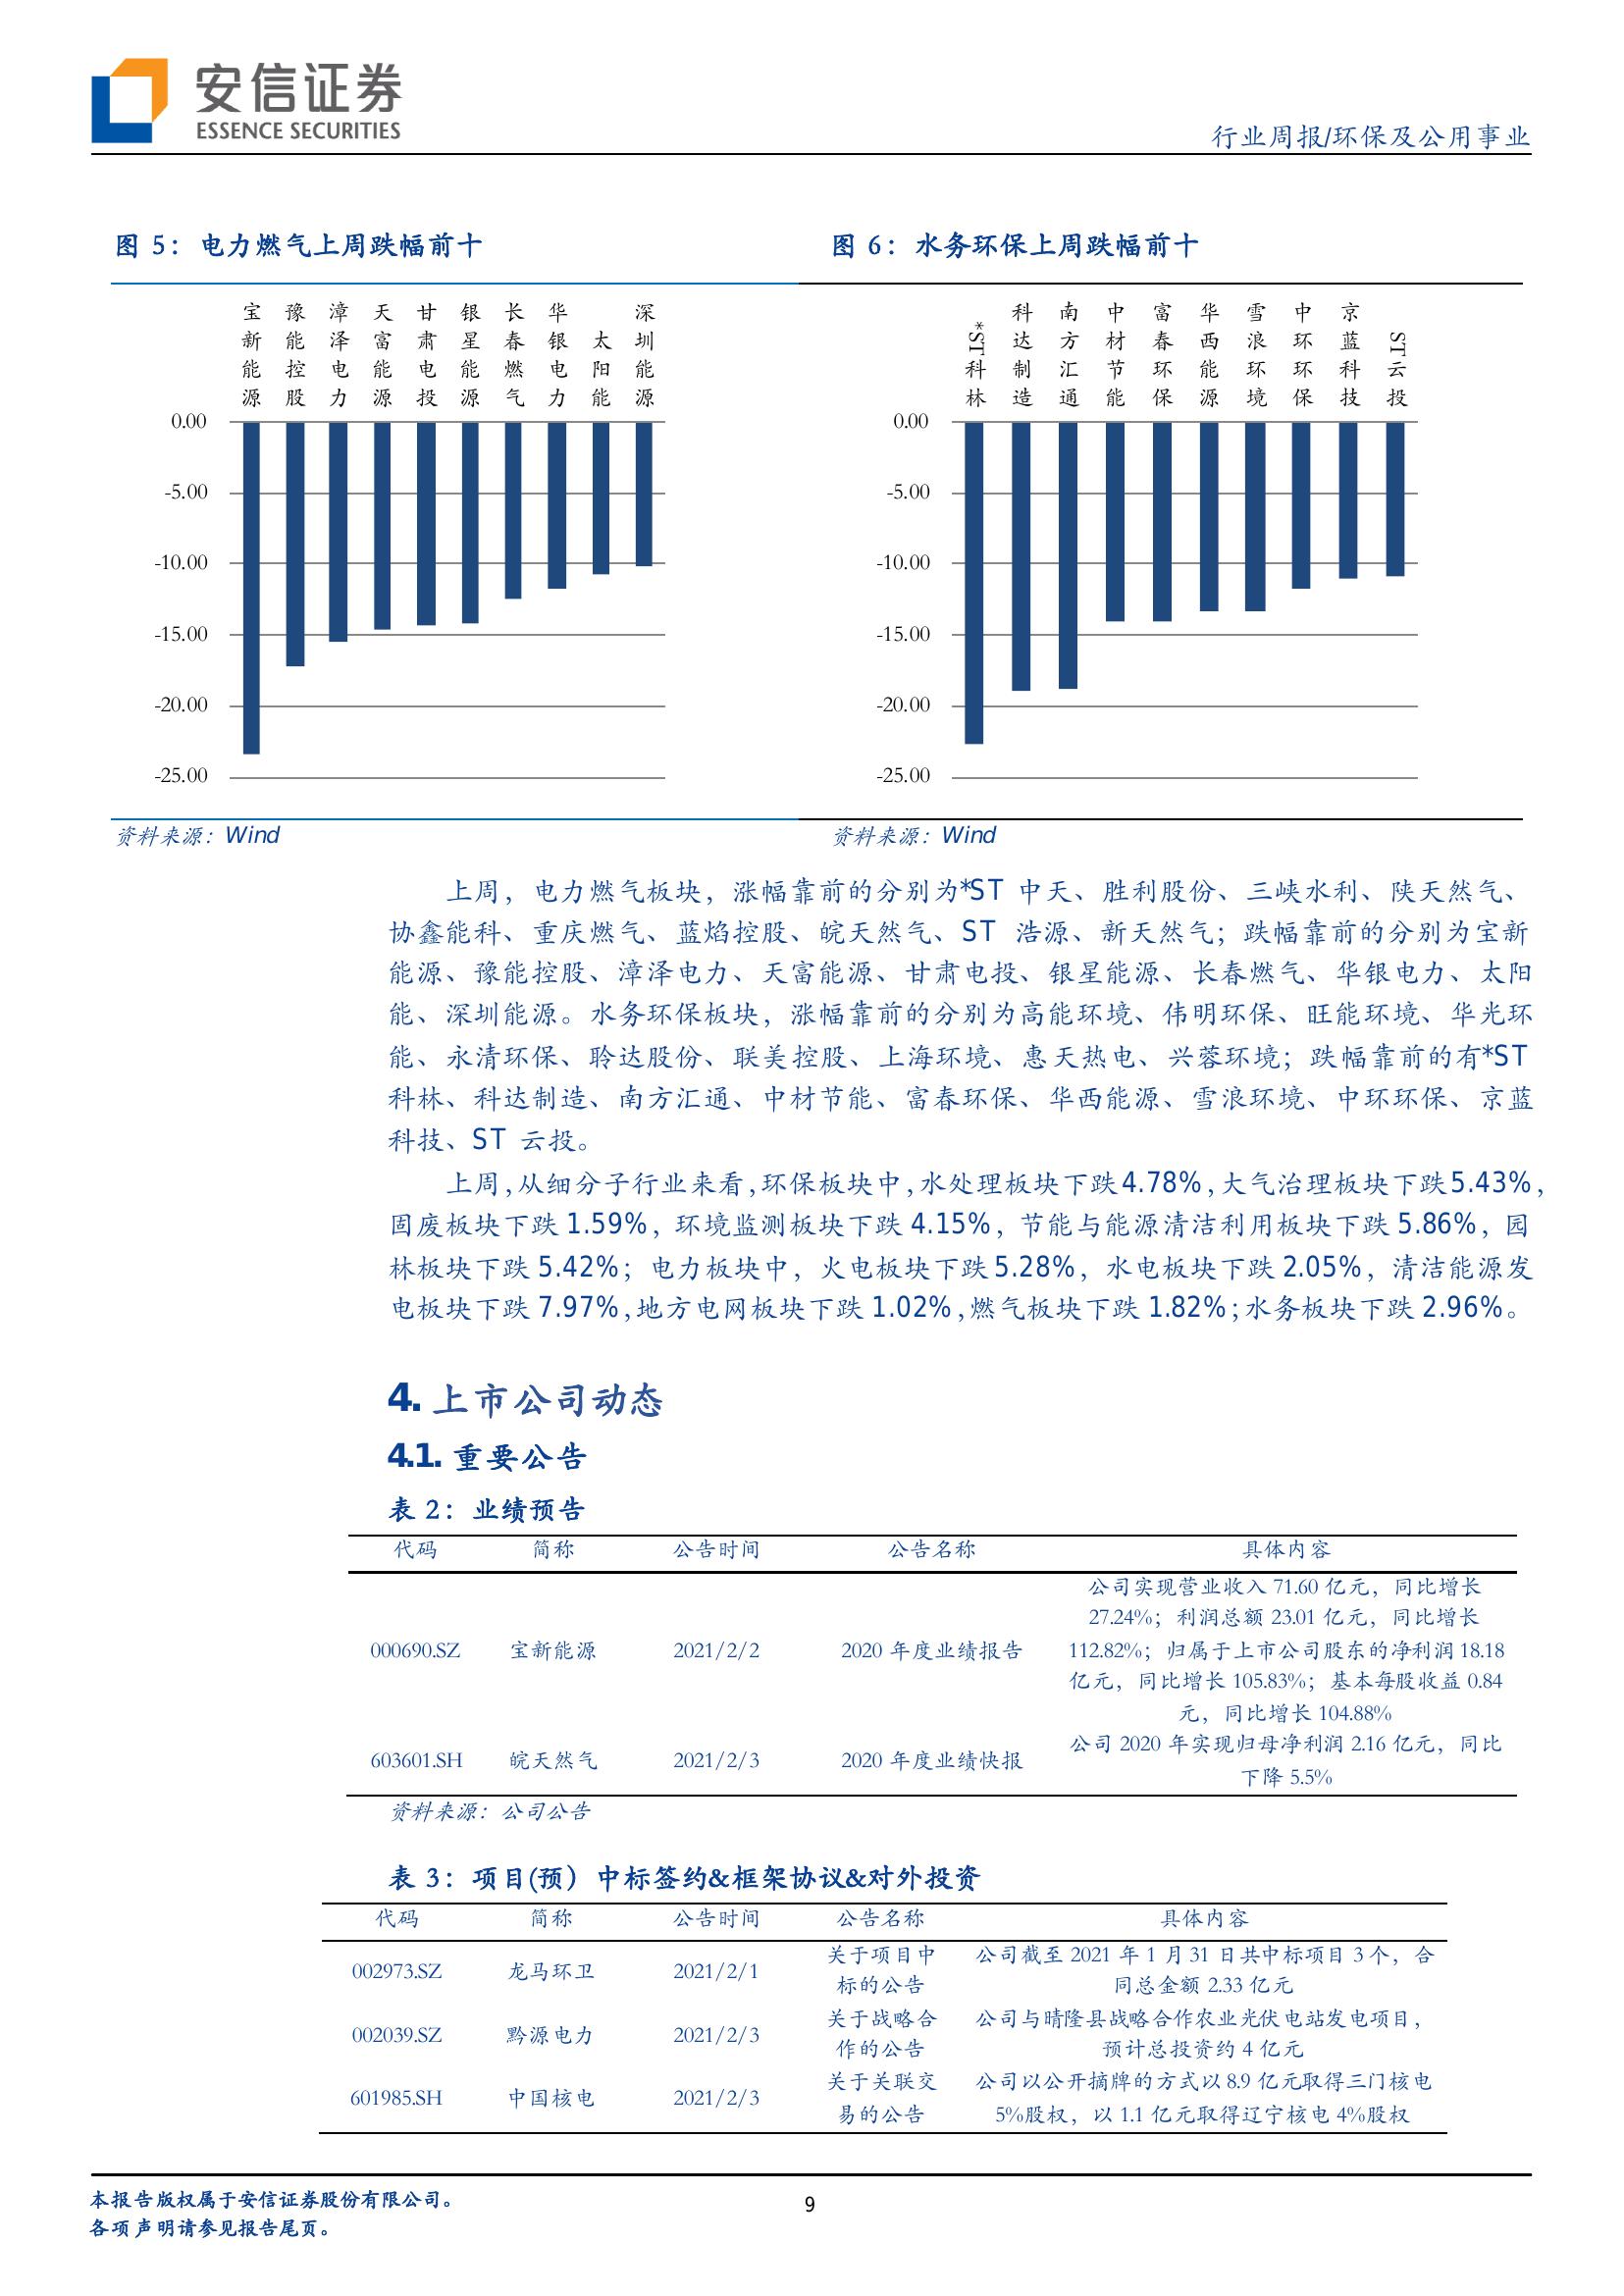 安信证券
ESSENCE SECURITIES
行业周报/环保及公用事业
图 5：电力燃气上周跌幅前十
宝新能源
豫能控股
漳泽电力
天富能源
甘肃电投
银星能源
长春燃气
华银电力
太阳能
深圳能源
0.00
-5.00
-10.00
-15.00
-20.00
-25.00
资料来源：Wind
图 6：水务环保上周跌幅前十
*ST科林
科达制造
南方汇通
中材节能
富春环保
华西能源
雪浪环境
中环环保
京蓝科技
ST云投
0.00
-5.00
-10.00
-15.00
-20.00
-25.00
资料来源：Wind
上周，电力燃气板块，涨幅靠前的分别为*ST 中天、胜利股份、三峡水利、陕天然气、
协鑫能科、重庆燃气、蓝焰控股、皖天然气、ST 浩源、新天然气；跌幅靠前的分别为宝新
能源、豫能控股、漳泽电力、天富能源、甘肃电投、银星能源、长春燃气、华银电力、太阳
能、深圳能源。水务环保板块，涨幅靠前的分别为高能环境、伟明环保、旺能环境、华光环
能、永清环保、聆达股份、联美控股、上海环境、惠天热电、兴蓉环境；跌幅靠前的有*ST
科林、科达制造、南方汇通、中材节能、富春环保、华西能源、雪浪环境、中环环保、京蓝
科技、ST 云投。
上周，从细分子行业来看，环保板块中，水处理板块下跌 4.78%，大气治理板块下跌 5.43%，
固废板块下跌 1.59%，环境监测板块下跌 4.15%，节能与能源清洁利用板块下跌 5.86%，园
林板块下跌 5.42%；电力板块中，火电板块下跌 5.28%，水电板块下跌 2.05%，清洁能源发
电板块下跌 7.97%，地方电网板块下跌 1.02%，燃气板块下跌 1.82%；水务板块下跌 2.96%。
4. 上市公司动态
4.1. 重要公告
表 2：业绩预告
代码 简称 公告时间 公告名称 具体内容
000690.SZ 宝新能源 2021/2/2 2020 年度业绩报告
公司实现营业收入 71.60 亿元，同比增长
27.24%；利润总额 23.01 亿元，同比增长
112.82%；归属于上市公司股东的净利润 18.18
亿元，同比增长 105.83%；基本每股收益 0.84
元，同比增长 104.88%
603601.SH 皖天然气 2021/2/3 2020 年度业绩快报
公司 2020 年实现归母净利润 2.16 亿元，同比
下降 5.5%
资料来源：公司公告
表 3：项目(预）中标签约&框架协议&对外投资
代码 简称 公告时间 公告名称 具体内容
002973.SZ 龙马环卫 2021/2/1
关于项目中
标的公告
公司截至 2021 年 1 月 31 日共中标项目 3 个，合
同总金额 2.33 亿元
002039.SZ 黔源电力 2021/2/3
关于战略合
作的公告
公司与晴隆县战略合作农业光伏电站发电项目，
预计总投资约 4 亿元
601985.SH 中国核电 2021/2/3
关于关联交
易的公告
公司以公开摘牌的方式以 8.9 亿元取得三门核电
5%股权，以 1.1 亿元取得辽宁核电 4%股权
本报告版权属于安信证券股份有限公司。
各项声明请参见报告尾页。
9